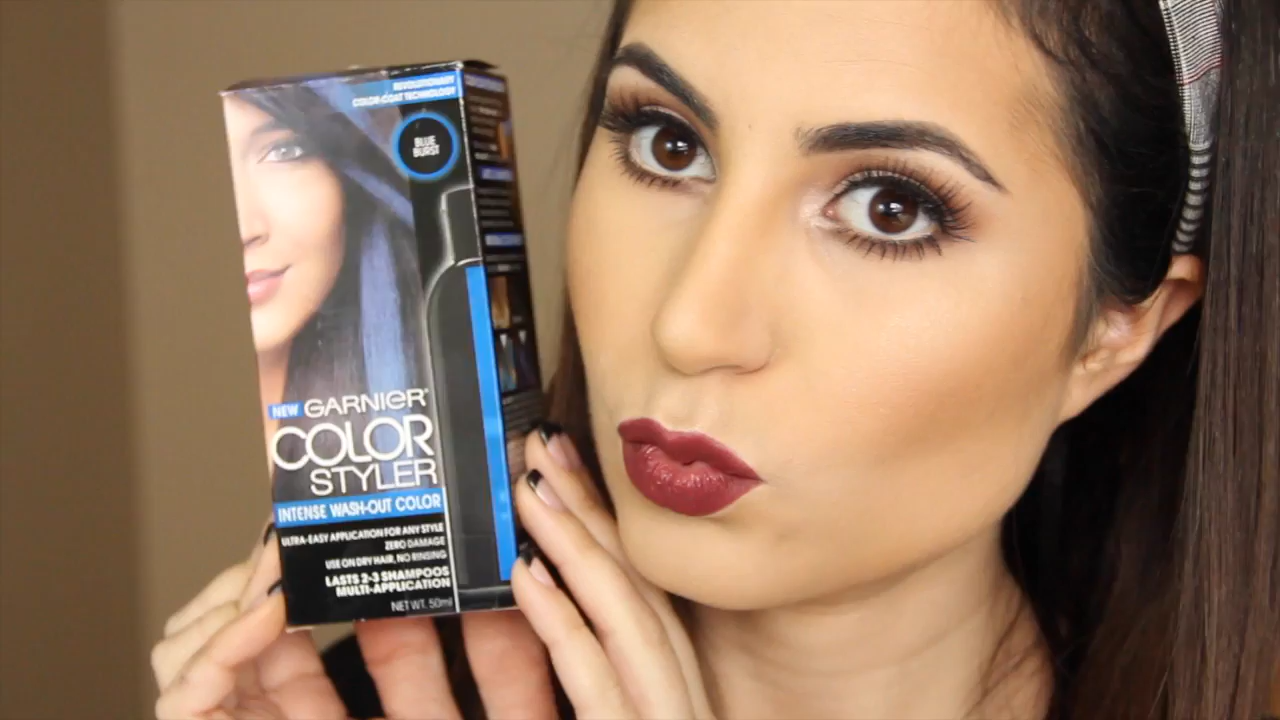 REVOLUTIONARY
COLOR-COAT TECHNOLOGY
BLUE
BURST
NEW GARNIER
COLOR
STYLER
INTENSE WASH-OUT COLOR
ULTRA-EASY APPLICATION FOR ANY STYLE
ZERO DAMAGE
USE ON DRY HAIR, NO RINSING
LASTS 2-3 SHAMPOOS
MULTI-APPLICATION
NET WT. 50ml